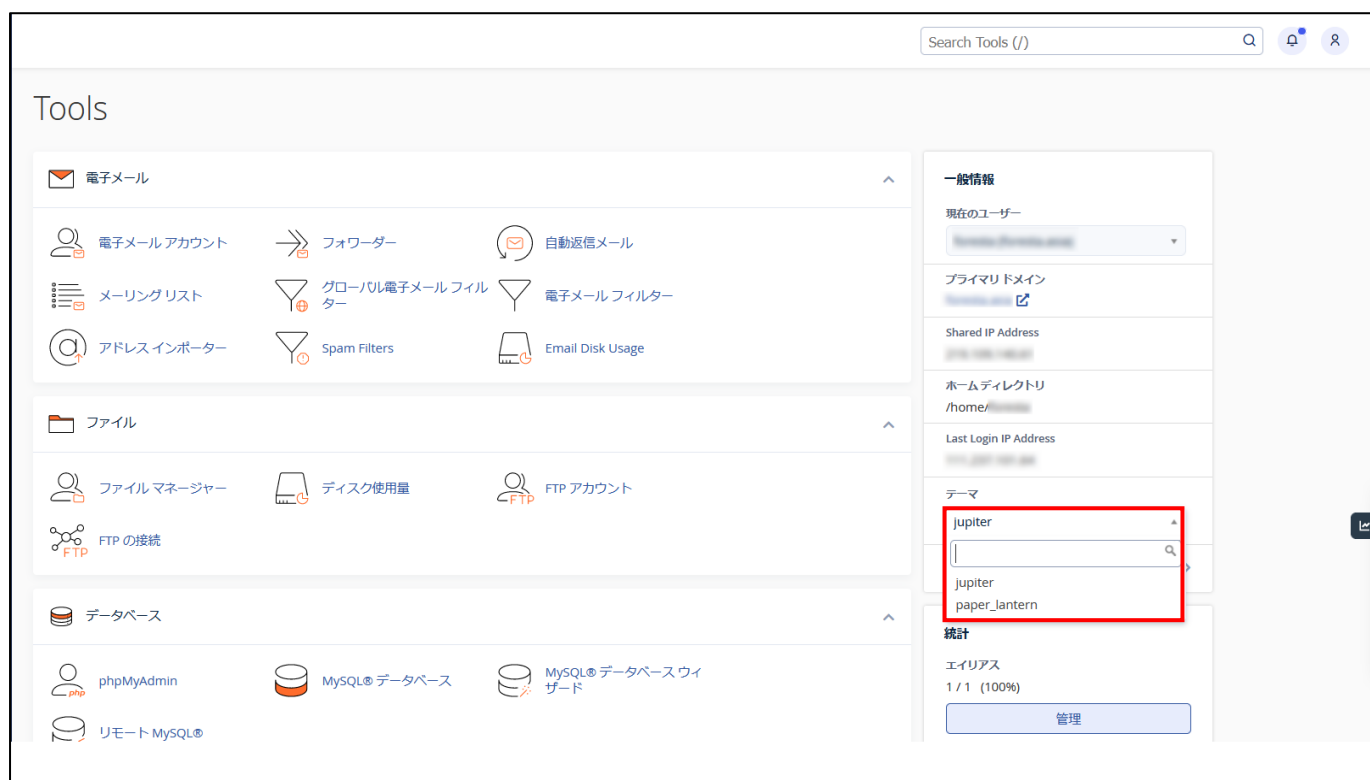 Search Tools (/)
Tools
電子メール
電子メール アカウント
フォワーダー
自動返信メール
メーリング リスト
グローバル電子メール フィル
ター
電子メール フィルター
アドレス インポーター
Spam Filters
Email Disk Usage
ファイル
ファイル マネージャー
ディスク使用量
FTP
FTP アカウント
FTP
FTP の接続
データベース
php
phpMyAdmin
MySQL® データベース
MySQL® データベース ウィ
ザード
リモート MySQL®
一般情報
現在のユーザー
プライマリ ドメイン
Shared IP Address
ホーム ディレクトリ
/home/
Last Login IP Address
テーマ
jupiter
jupiter
paper_lantern
統計
エイリアス
1 / 1 (100%)
管理